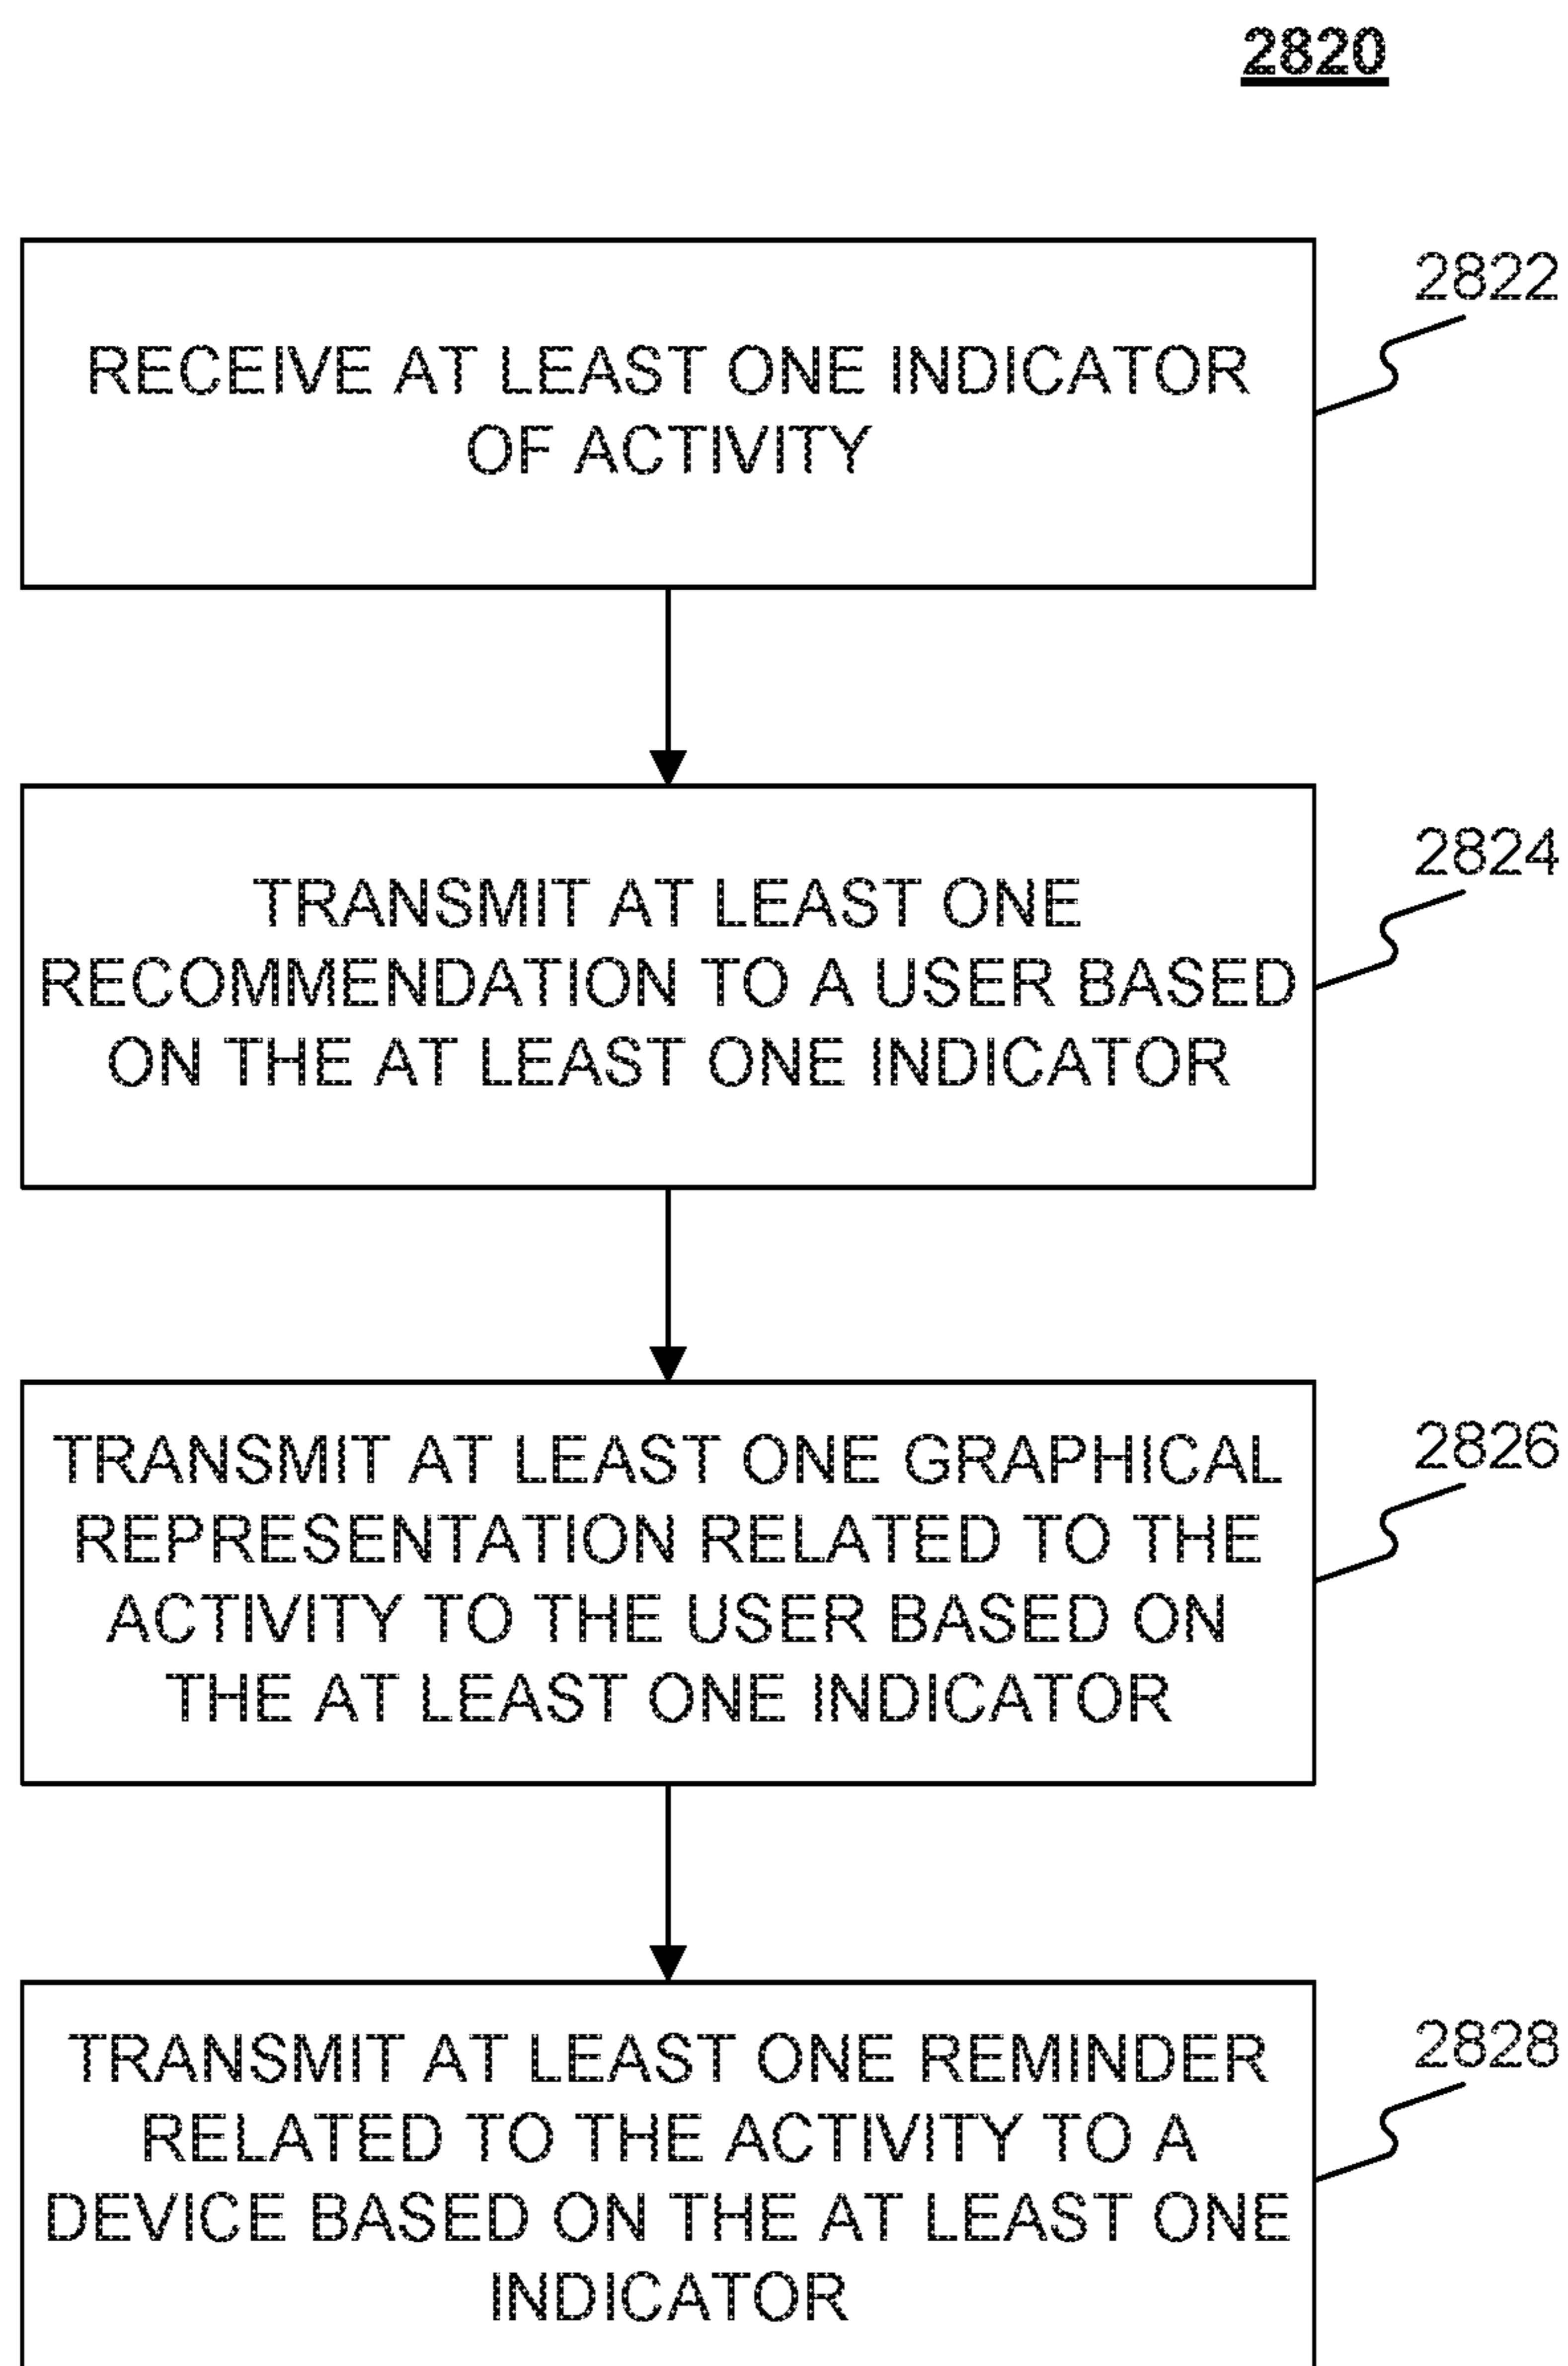 2820
2822
RECEIVE AT LEAST ONE INDICATOR
OF ACTIVITY
2824
TRANSMIT AT LEAST ONE
RECOMMENDATION TO A USER BASED
ON THE AT LEAST ONE INDICATOR
2826
TRANSMIT AT LEAST ONE GRAPHICAL
REPRESENTATION RELATED TO THE
ACTIVITY TO THE USER BASED ON
THE AT LEAST ONE INDICATOR
2828
TRANSMIT AT LEAST ONE REMINDER
RELATED TO THE ACTIVITY TO A
DEVICE BASED ON THE AT LEAST ONE
INDICATOR